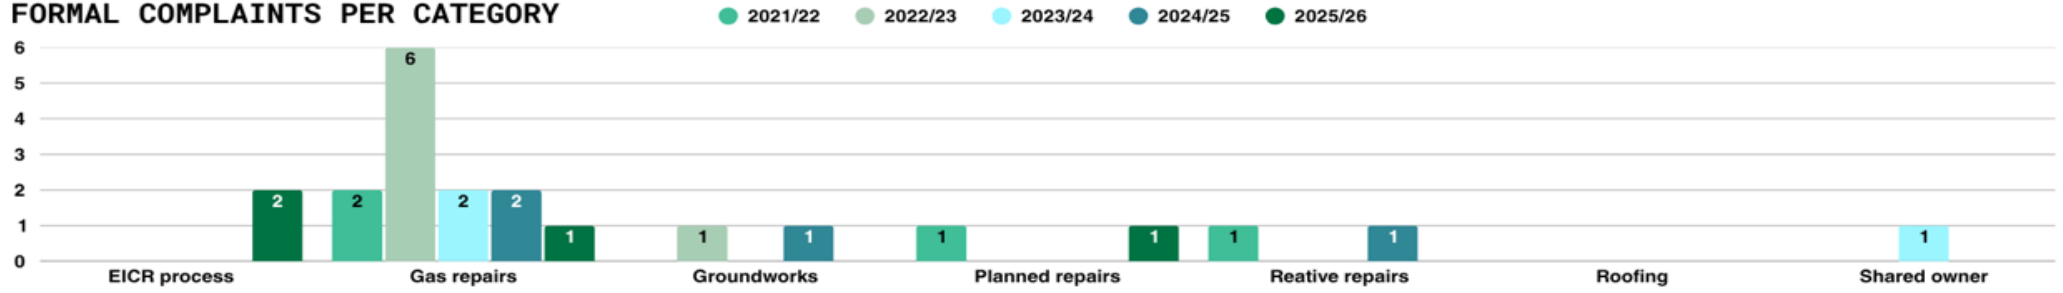 FORMAL COMPLAINTS PER CATEGORY
2021/22 2022/23 2023/24 2024/25 2025/26
6
6
5
4
3
2
2 2 2 2
1
1 1 1 1 1 1 1 1
0
EICR process Gas repairs Groundworks Planned repairs Reative repairs Roofing Shared owner